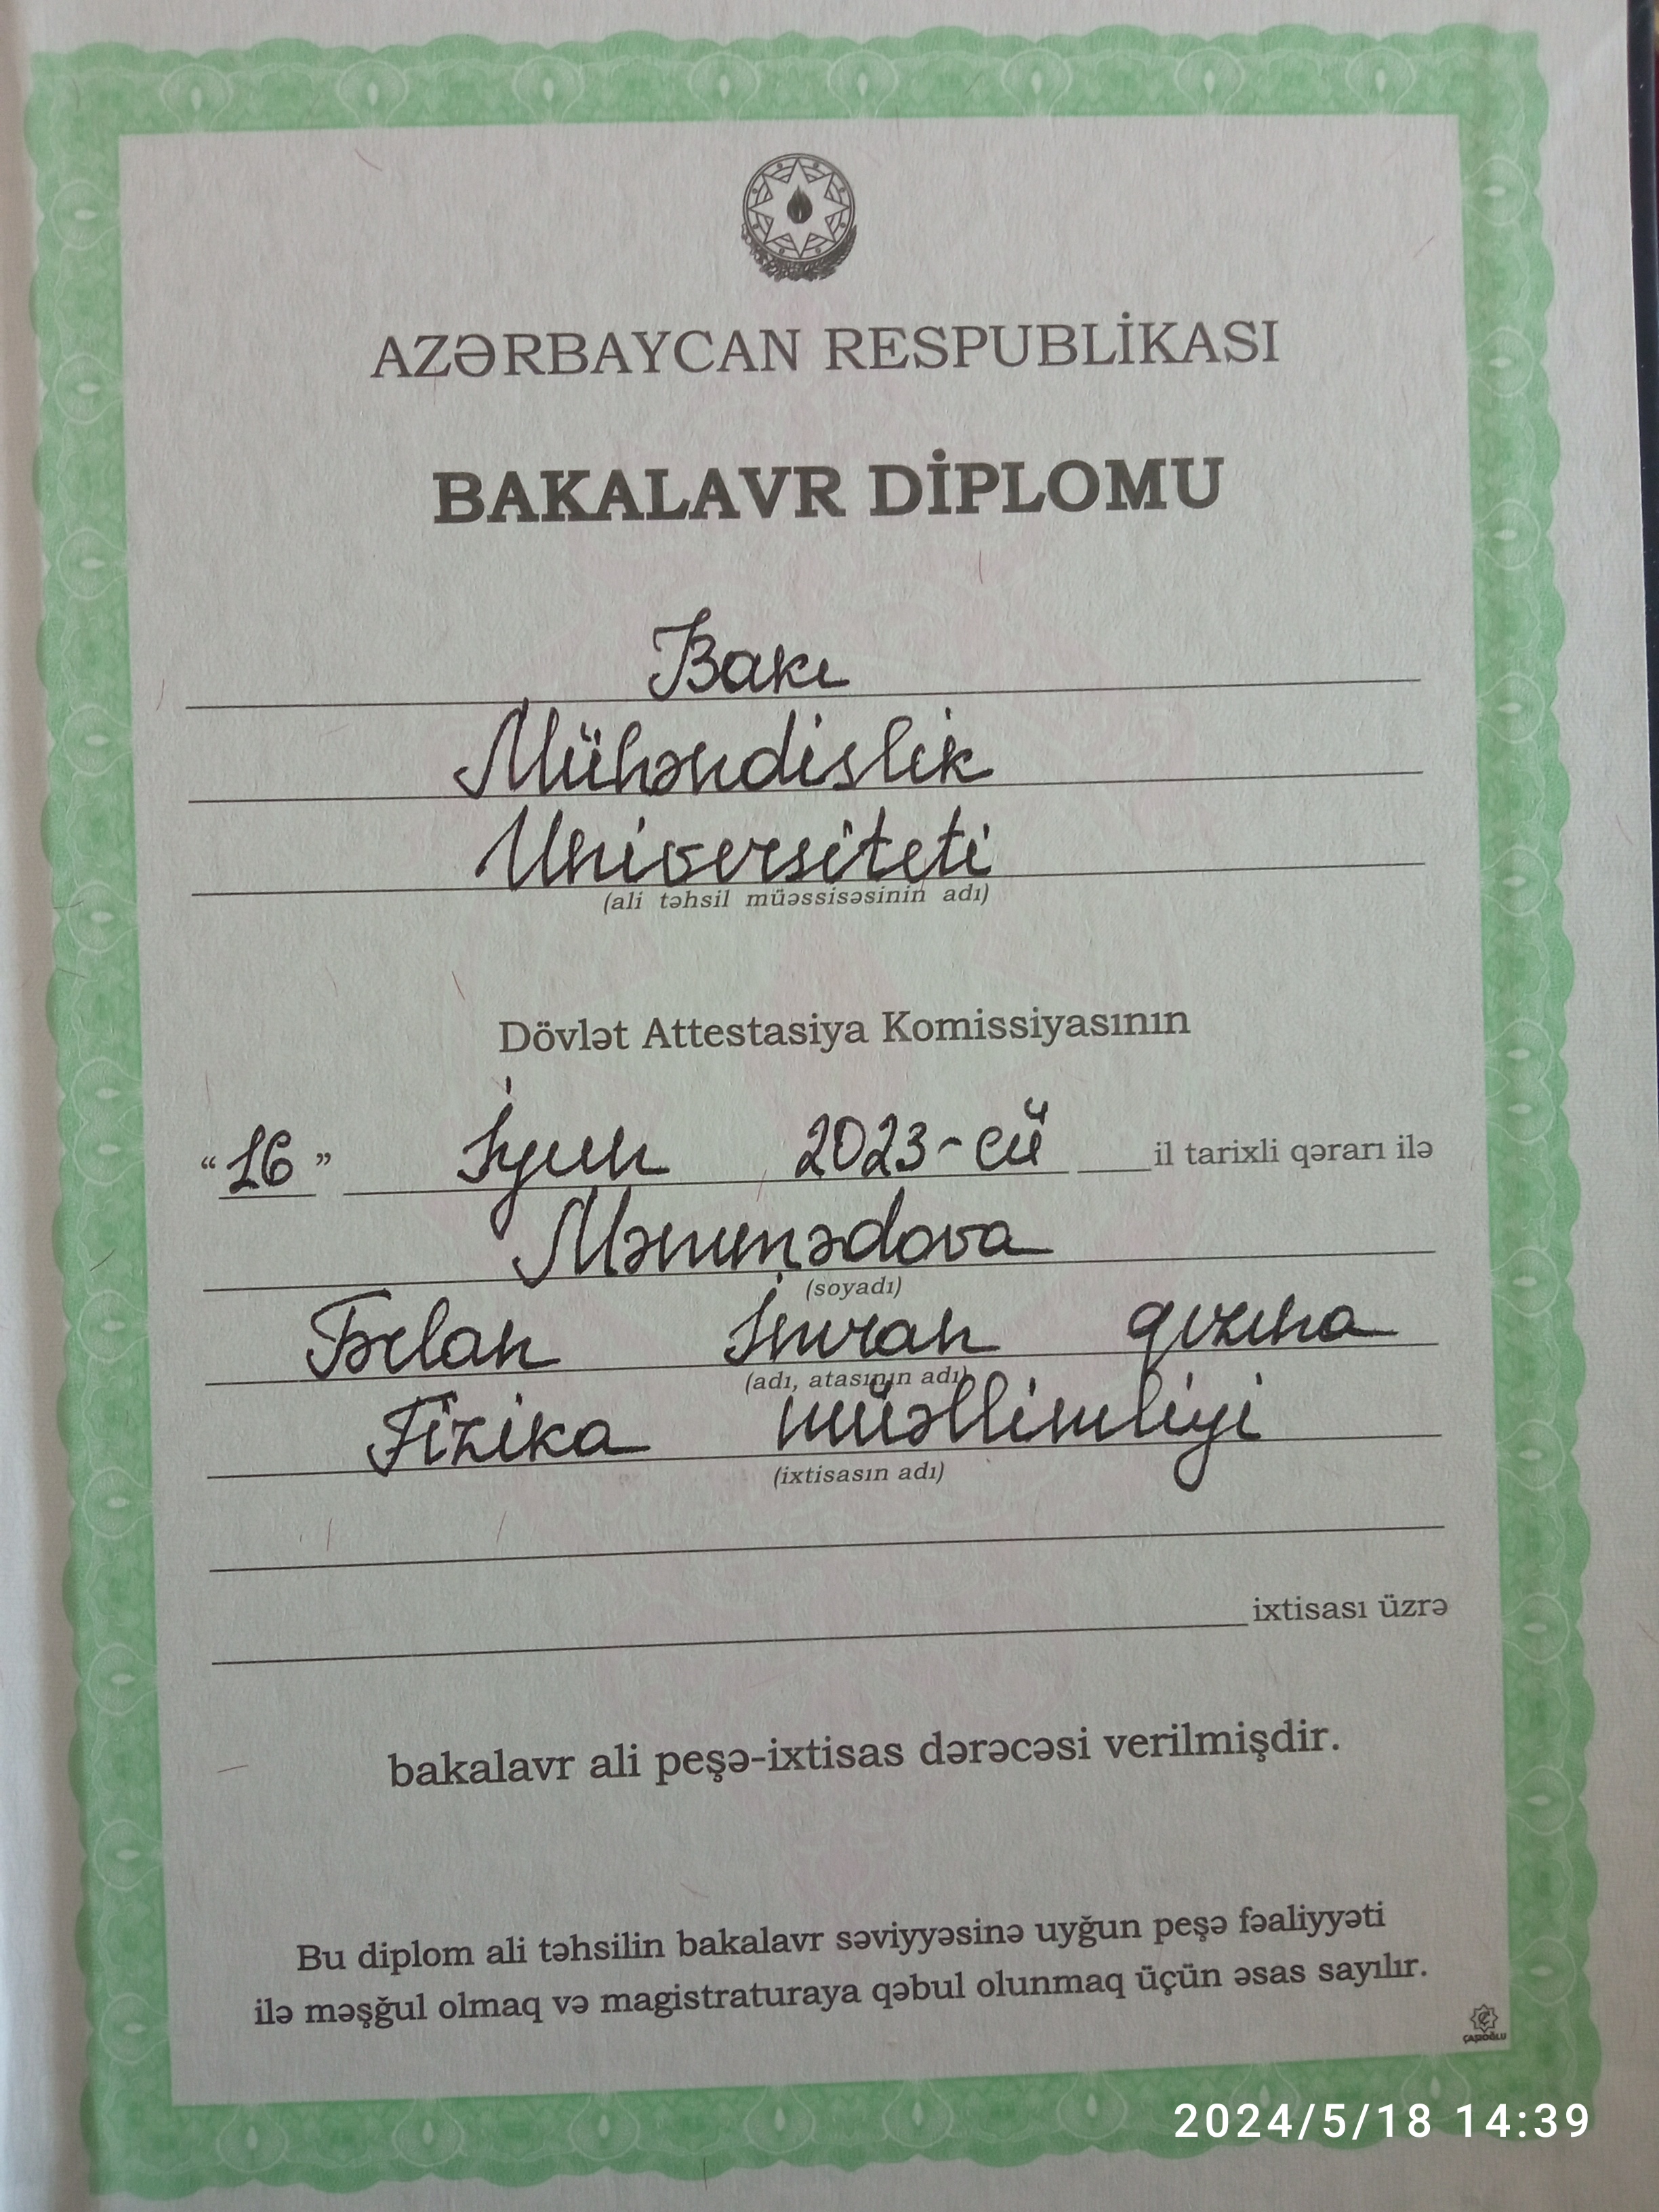 AZƏRBAYCAN RESPUBLİKASI
BAKALAVR DİPLOMU
Bakı
Mühəndislik
Universiteti
(ali təhsil müəssisəsinin adı)
Dövlət Attestasiya Komissiyasının
“16” İyun 2023-cü il tarixli qərarı ilə
Məmmədova
(soyadı)
İmran qızına
(adı, atasının adı)
Fizika müəllimliyi
(ixtisasın adı)
ixtisası üzrə
bakalavr ali peşə-ixtisas dərəcəsi verilmişdir.
Bu diplom ali təhsilin bakalavr səviyyəsinə uyğun peşə fəaliyyəti
ilə məşğul olmaq və magistraturaya qəbul olunmaq üçün əsas sayılır.
ÇAŞIOĞLU
2024/5/18 14:39